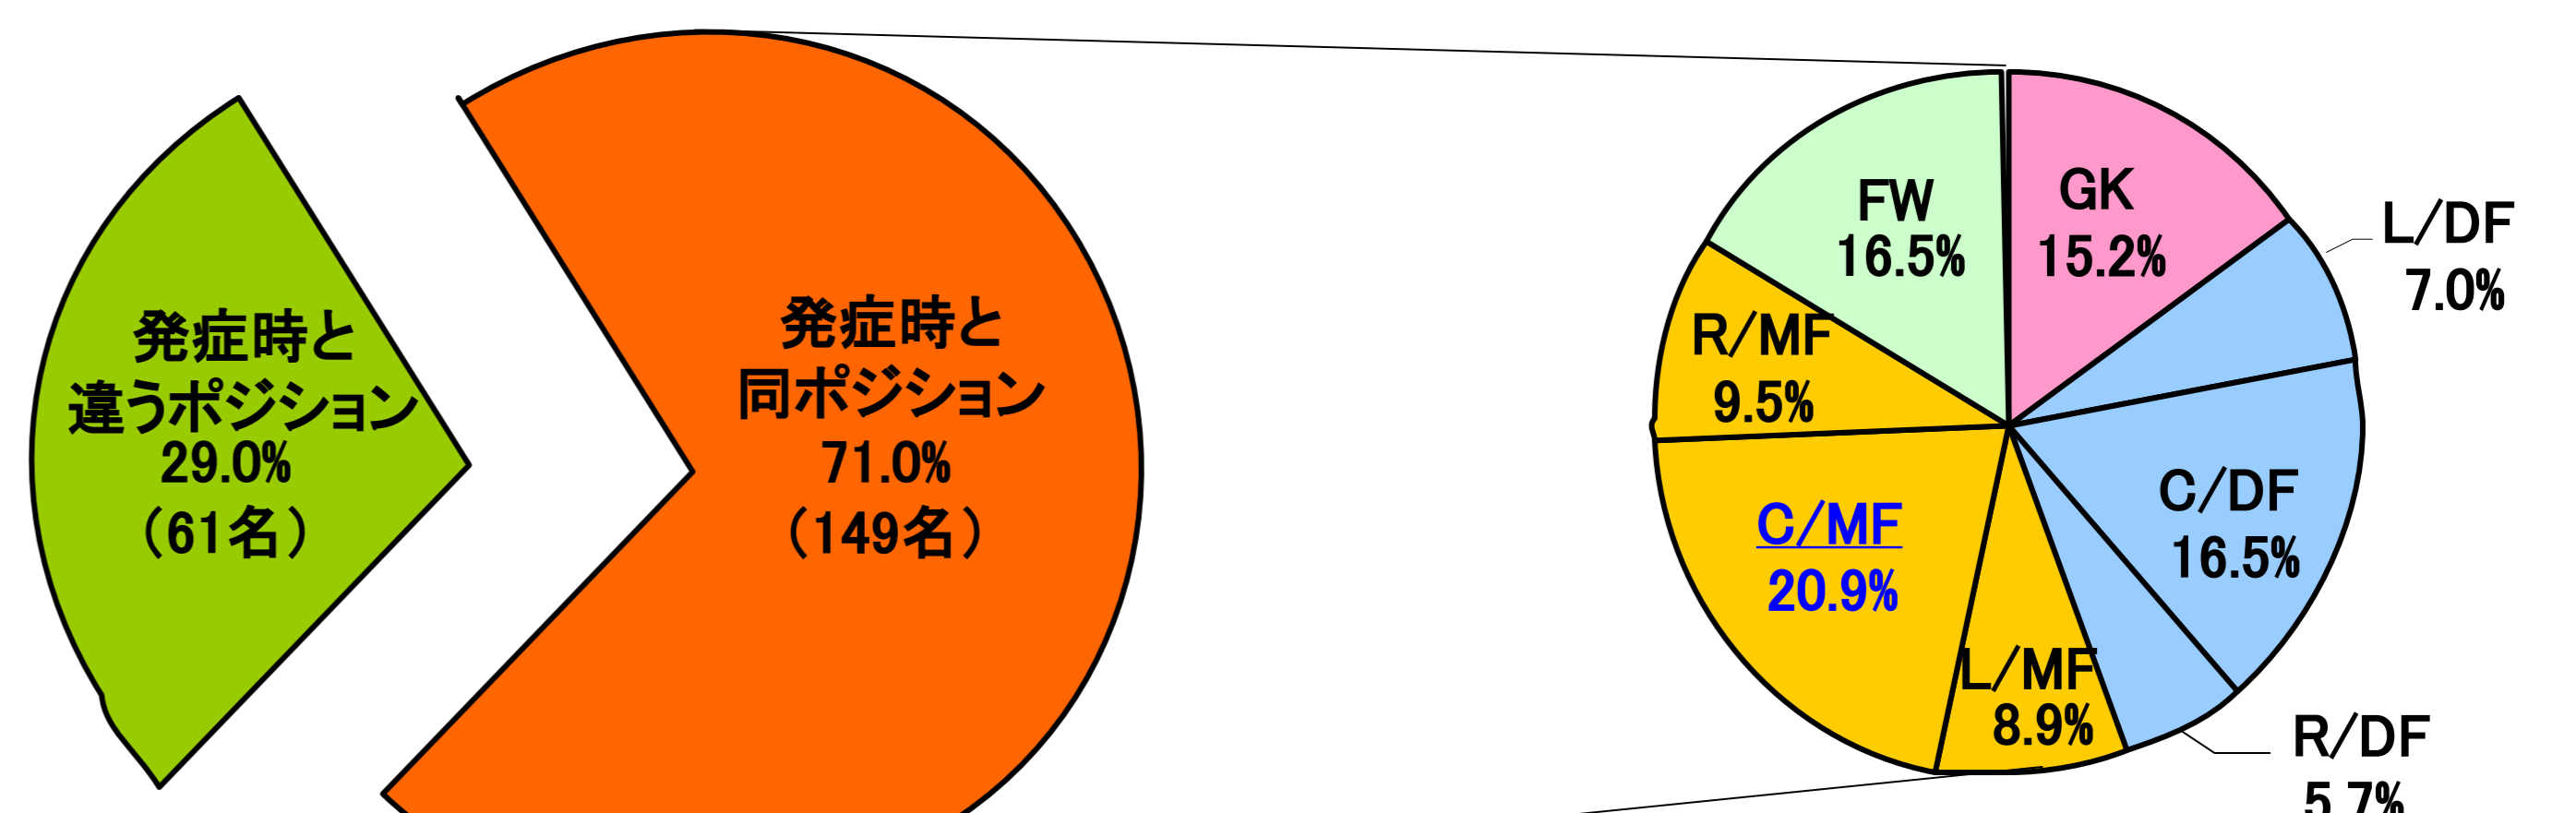 発症時と
違うポジション
29.0%
（61名）
発症時と
同ポジション
71.0%
（149名）
FW
16.5%
GK
15.2%
L/DF
7.0%
R/MF
9.5%
C/DF
16.5%
C/MF
20.9%
L/MF
8.9%
R/DF
5.7%